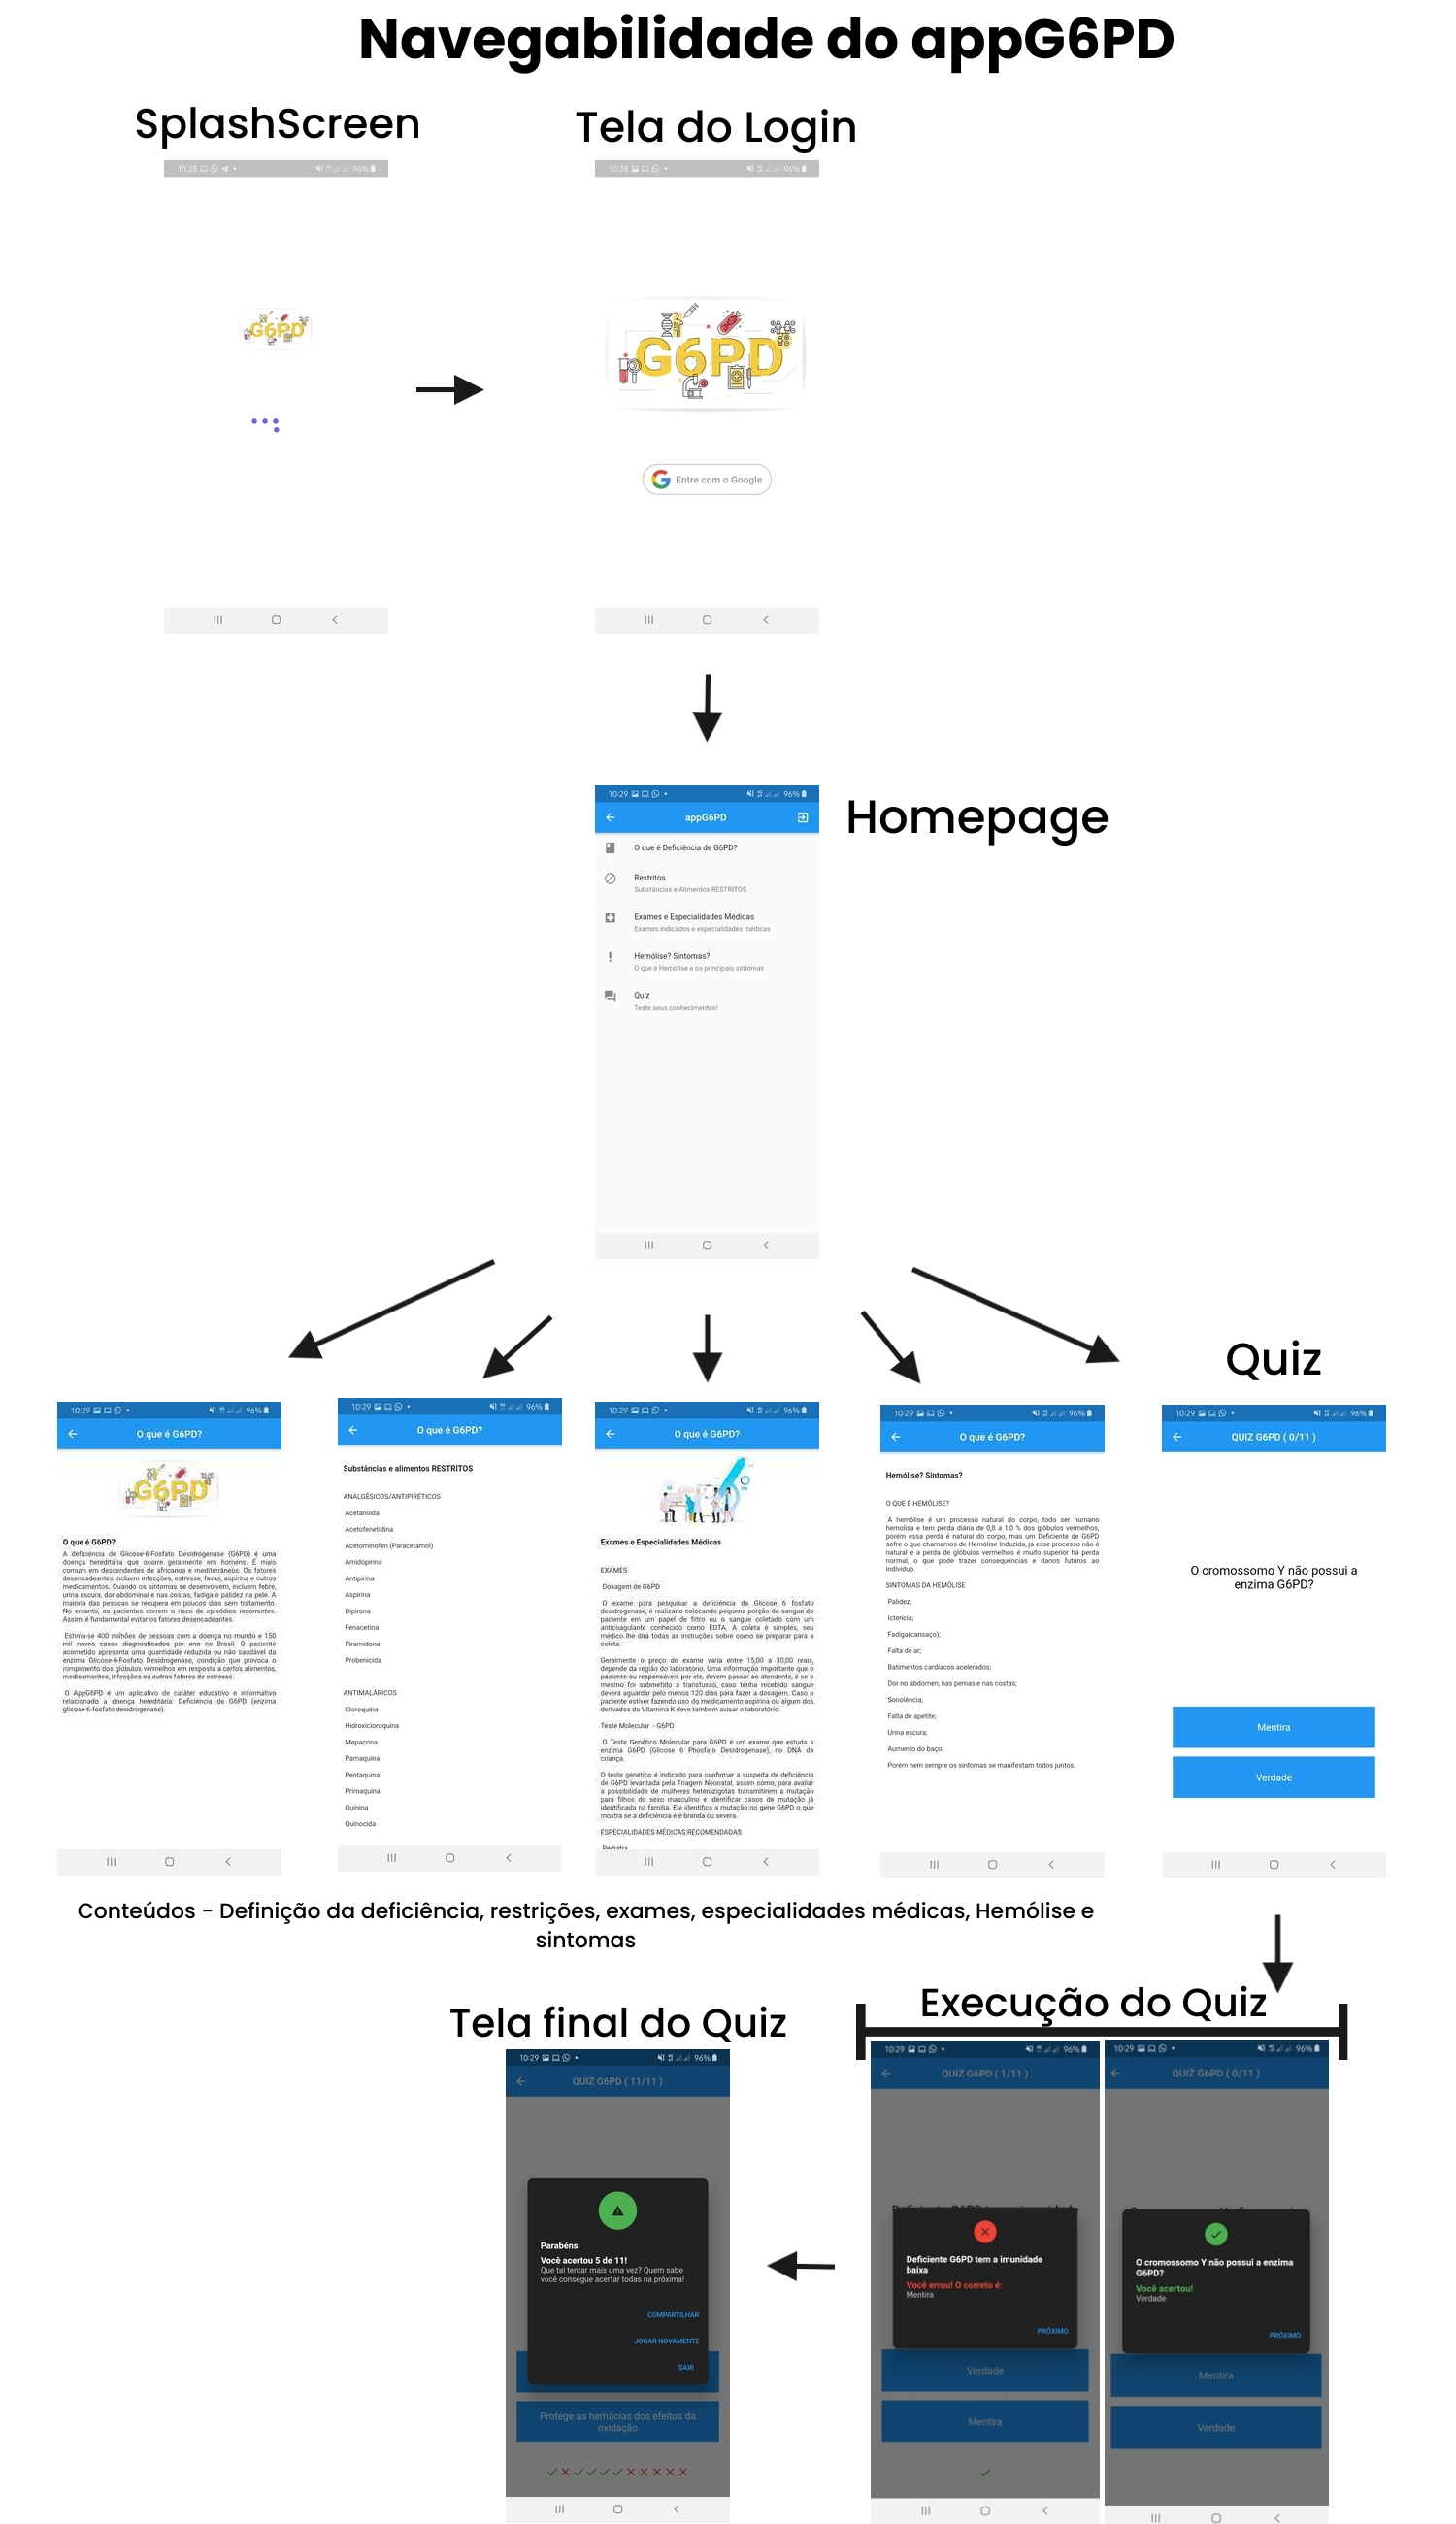 Navegabilidade do appG6PD
SplashScreen
Tela do Login
10:28
96%
10:28
96%
G6PD
G6PD
Entre com o Google
Homepage
10:29
96%
appG6PD
O que é Deficiência de G6PD?
Restritos
Substâncias e Alimentos RESTRITOS
Exames e Especialidades Médicas
Exames indicados e especialidades médicas
Hemólise? Sintomas?
O que é Hemólise e os principais sintomas
Quiz
Teste seus conhecimentos!
10:29
96%
O que é G6PD?
G6PD
O que é G6PD?
A deficiência de Glicose-6-Fosfato Desidrogenase (G6PD) é uma
doença hereditária que ocorre geralmente em homens. É mais
comum em descendentes de africanos e mediterrâneos. Os fatores
desencadeantes incluem infecções, estresse, favas, aspirina e outros
medicamentos. Quando os sintomas se desenvolvem, incluem febre,
urina escura, dor abdominal e nas costas, fadiga e palidez na pele. A
maioria das pessoas se recupera em poucos dias sem tratamento.
No entanto, os pacientes correm o risco de episódios recorrentes.
Assim, é fundamental evitar os fatores desencadeantes.
Estima-se 400 milhões de pessoas com a doença no mundo e 150
mil novos casos diagnosticados por ano no Brasil. O paciente
acometido apresenta uma quantidade reduzida ou não saudável da
enzima Glicose-6-Fosfato Desidrogenase, condição que provoca o
rompimento dos glóbulos vermelhos em resposta a certos alimentos,
medicamentos, infecções ou outros fatores de estresse.
O AppG6PD é um aplicativo de caráter educativo e informativo
relacionado a doença hereditária: Deficiência de G6PD (enzima
glicose-6-fosfato desidrogenase).
10:29
96%
O que é G6PD?
Substâncias e alimentos RESTRITOS
ANALGÉSICOS/ANTIPIRÉTICOS
Acetanilida
Acetofenetidina
Acetominofen (Paracetamol)
Amidopirina
Antipirina
Aspirina
Dipirona
Fenacetina
Piramidona
Probenicida
ANTIMALÁRICOS
Cloroquina
Hidroxicloroquina
Mepacrina
Pamaquina
Pentaquina
Primaquina
Quinina
Quinocida
10:29
96%
O que é G6PD?
Exames e Especialidades Médicas
EXAMES
Dosagem de G6PD
O exame para pesquisar a deficiência da Glicose 6 fosfato
desidrogenase, é realizado colocando pequena porção do sangue do
paciente em um papel de filtro ou o sangue coletado com um
anticoagulante conhecido como EDTA. A coleta é simples, seu
médico lhe dirá todas as instruções sobre como se preparar para a
coleta.
Geralmente o preço do exame varia entre 15,00 a 30,00 reais,
depende da região do laboratório. Uma informação importante que o
paciente ou responsáveis por ele, devem passar ao atendente, é se o
mesmo foi submetido a transfusão, caso tenha recebido sangue
deverá aguardar pelo menos 120 dias para fazer a dosagem. Caso o
paciente estiver fazendo uso do medicamento aspirina ou algum dos
derivados da Vitamina K deve também avisar o laboratório.
Teste Molecular - G6PD
O Teste Genético Molecular para G6PD é um exame que estuda a
enzima G6PD (Glicose 6 Phosfato Desidrogenase), no DNA da
criança.
O teste genético é indicado para confirmar a suspeita de deficiência
de G6PD levantada pela Triagem Neonatal, assim como, para avaliar
a possibilidade de mulheres heterozigotas transmitirem a mutação
para filhos do sexo masculino e identificar casos de mutação já
identificada na família. Ele identifica a mutação no gene G6PD o que
mostra se a deficiência é é branda ou severa.
ESPECIALIDADES MÉDICAS RECOMENDADAS
Pediatra
10:29
96%
O que é G6PD?
Hemólise? Sintomas?
O QUE É HEMÓLISE?
A hemólise é um processo natural do corpo, todo ser humano
hemolisa e tem perda diária de 0,8 a 1,0 % dos glóbulos vermelhos,
porém essa perda é natural do corpo, mas um Deficiente de G6PD
sofre o que chamamos de Hemólise Induzida, já esse processo não é
natural e a perda de glóbulos vermelhos é muito superior há perda
normal, o que pode trazer consequências e danos futuros ao
indivíduo.
SINTOMAS DA HEMÓLISE
Palidez;
Icterícia;
Fadiga(cansaço);
Falta de ar;
Batimentos cardíacos acelerados;
Dor no abdomen, nas pernas e nas costas;
Sonolência;
Falta de apetite;
Urina escura;
Aumento do baço.
Porém nem sempre os sintomas se manifestam todos juntos.
Quiz
10:29
96%
QUIZ G6PD ( 0/11 )
O cromossomo Y não possui a
enzima G6PD?
Mentira
Verdade
Conteúdos - Definição da deficiência, restrições, exames, especialidades médicas, Hemólise e
sintomas
Execução do Quiz
10:29
96%
QUIZ G6PD ( 0/11 )
O cromossomo Y não possui a enzima
G6PD?
Você acertou!
Verdade
PRÓXIMO
Mentira
Verdade
10:29
96%
QUIZ G6PD ( 1/11 )
Deficiente G6PD tem a imunidade
baixa
Você errou! O correto é:
Mentira
PRÓXIMO
Verdade
Mentira
Tela final do Quiz
10:29
96%
QUIZ G6PD ( 11/11 )
Parabéns
Você acertou 5 de 11!
Que tal tentar mais uma vez? Quem sabe
você consegue acertar todas na próxima!
COMPARTILHAR
JOGAR NOVAMENTE
SAIR
Protege as hemácias dos efeitos da
oxidação